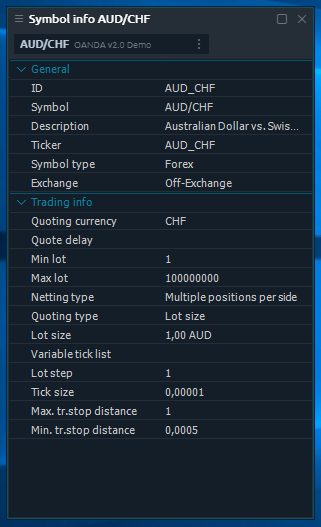 Symbol info AUD/CHF
AUD/CHF OANDA v2.0 Demo
General
ID AUD_CHF
Symbol AUD/CHF
Description Australian Dollar vs. Swis...
Ticker AUD_CHF
Symbol type Forex
Exchange Off-Exchange
Trading info
Quoting currency CHF
Quote delay
Min lot 1
Max lot 100000000
Netting type Multiple positions per side
Quoting type Lot size
Lot size 1,00 AUD
Variable tick list
Lot step 1
Tick size 0,00001
Max. tr.stop distance 1
Min. tr.stop distance 0,0005